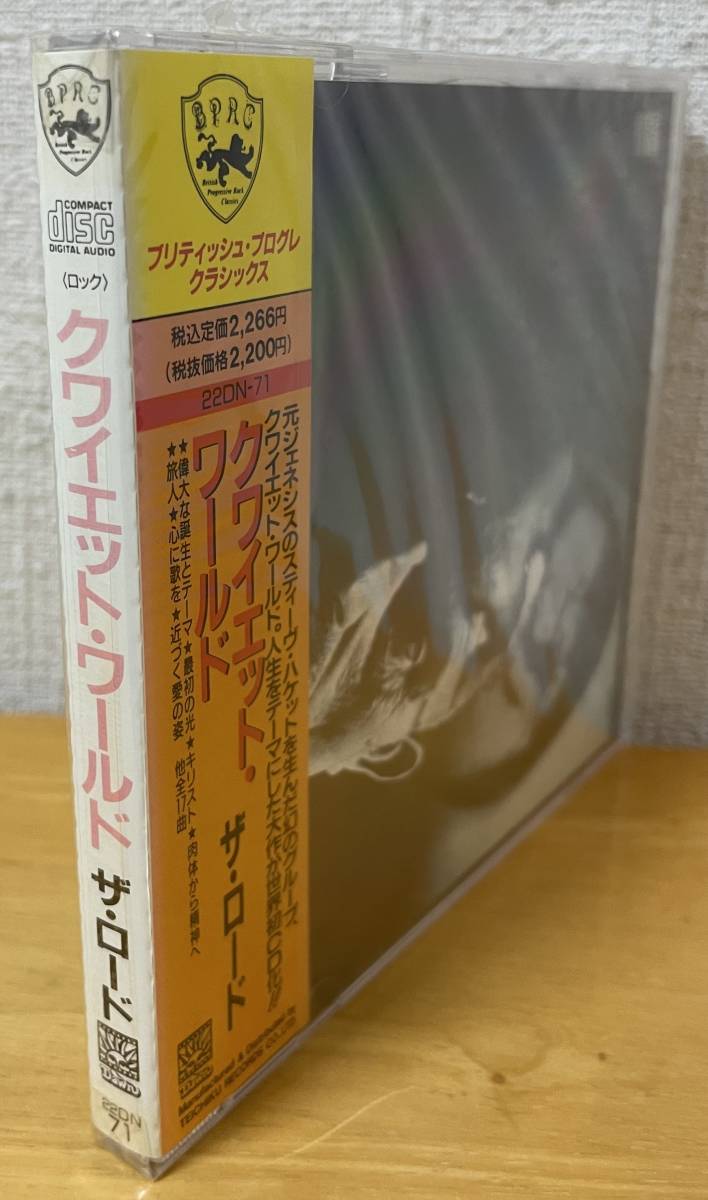 BPRC
COMPACT
disc
DIGITAL AUDIO
〈ロック〉
クワイエット・ワールド
ザ・ロード
DAWN
22DN
71
BPRC
British
Progressive Rock
Classics
ブリティッシュ・プログレ
クラシックス
税込定価2,266円
(税抜価格2,200円)
22DN-71
元ジェネシスのスティーヴ・ハケットを生んだ幻のグループ、
クワイエット・ワールド。人生をテーマにした大作が世界初CD化!!
クワイエット・
ワールド
ザ・ロード
★偉大な誕生とテーマ★最初の光★キリスト★肉体から精神へ
★旅人★心に歌を★近づく愛の姿 他全17曲
DAWN
Manufactured & Distributed by
TEICHIKU RECORDS CO.,LTD.